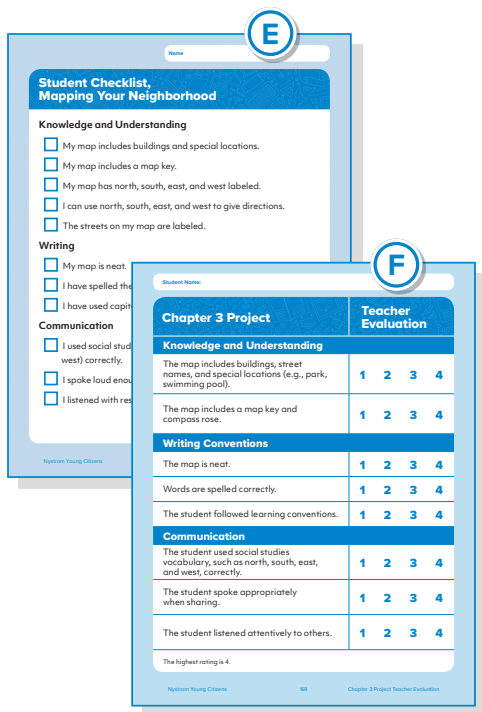 E
Name
Student Checklist,
Mapping Your Neighborhood
Knowledge and Understanding
My map includes buildings and special locations.
My map includes a map key.
My map has north, south, east, and west labeled.
I can use north, south, east, and west to give directions.
The streets on my map are labeled.
Writing
My map is neat.
I have spelled the
I have used
Communication
I used social
west) correctly.
I spoke loud
I listened with
Nystrom Young Citizens
F
Student Name:
Chapter 3 Project
Teacher
Evaluation
Knowledge and Understanding
The map includes buildings, street
names, and special locations (e.g., park,
swimming pool).
1 2 3 4
The map includes a map key and
compass rose.
1 2 3 4
Writing Conventions
The map is neat.
1 2 3 4
Words are spelled correctly.
1 2 3 4
The student followed learning conventions.
1 2 3 4
Communication
The student used social studies
vocabulary, such as north, south, east,
and west, correctly.
1 2 3 4
The student spoke appropriately
when sharing.
1 2 3 4
The student listened attentively to others.
1 2 3 4
The highest rating is 4.
Nystrom Young Citizens
Chapter 3 Project Teacher Evaluation